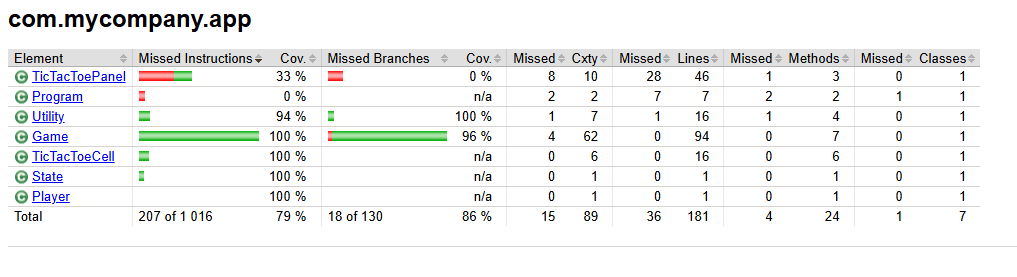 com.mycompany.app
Element Missed Instructions Cov. Missed Branches Cov. Missed Cxty Missed Lines Missed Methods Missed Classes
TicTacToePanel 33 % 0 % 8 10 28 46 1 3 0 1
Program 0 % n/a 2 2 7 7 2 2 1 1
Utility 94 % 100 % 1 7 1 16 1 4 0 1
Game 100 % 96 % 4 62 0 94 0 7 0 1
TicTacToeCell 100 % n/a 0 6 0 16 0 6 0 1
State 100 % n/a 0 1 0 1 0 1 0 1
Player 100 % n/a 0 1 0 1 0 1 0 1
Total 207 of 1 016 79 % 18 of 130 86 % 15 89 36 181 4 24 1 7